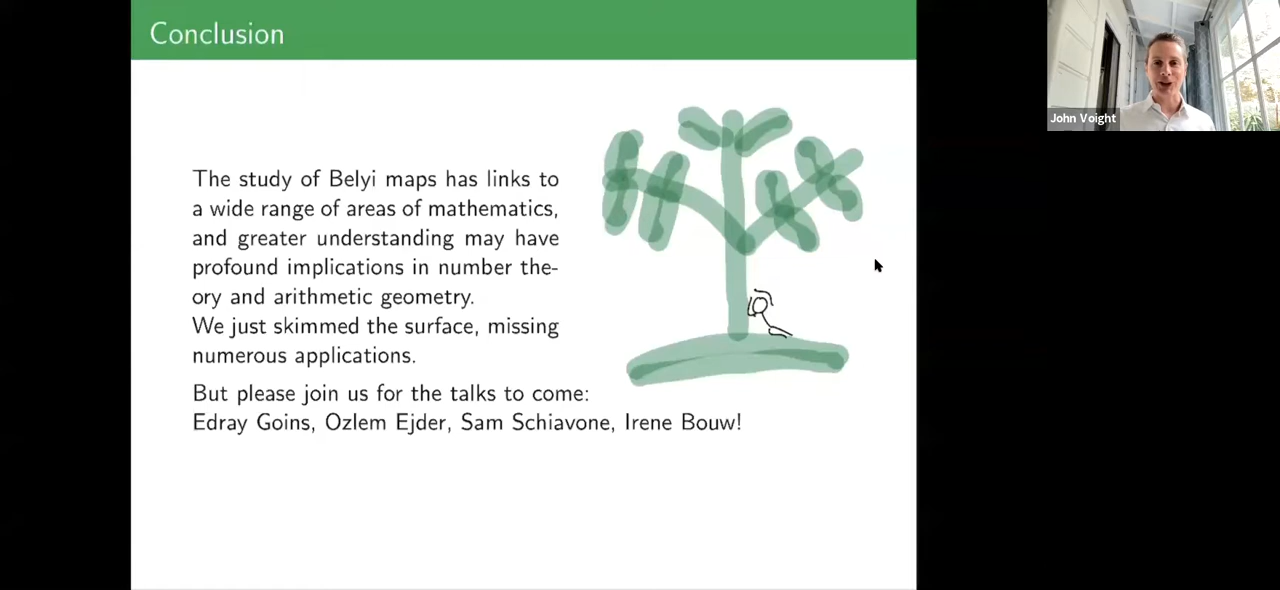 Conclusion
The study of Belyi maps has links to
a wide range of areas of mathematics,
and greater understanding may have
profound implications in number the-
ory and arithmetic geometry.
We just skimmed the surface, missing
numerous applications.
But please join us for the talks to come:
Edray Goins, Ozlem Ejder, Sam Schiavone, Irene Bouw!
John Voight